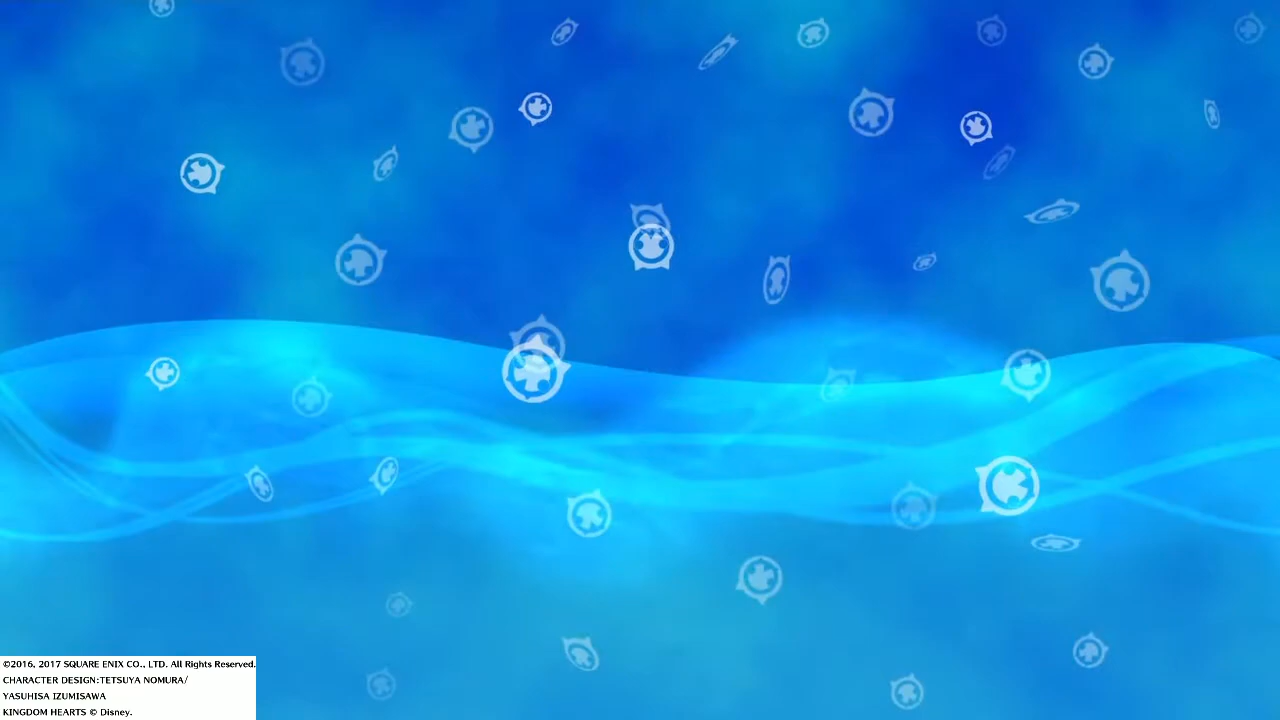 ©2016, 2017 SQUARE ENIX CO., LTD. All Rights Reserved.
CHARACTER DESIGN:TETSUYA NOMURA/
YASUHISA IZUMISAWA
KINGDOM HEARTS © Disney.